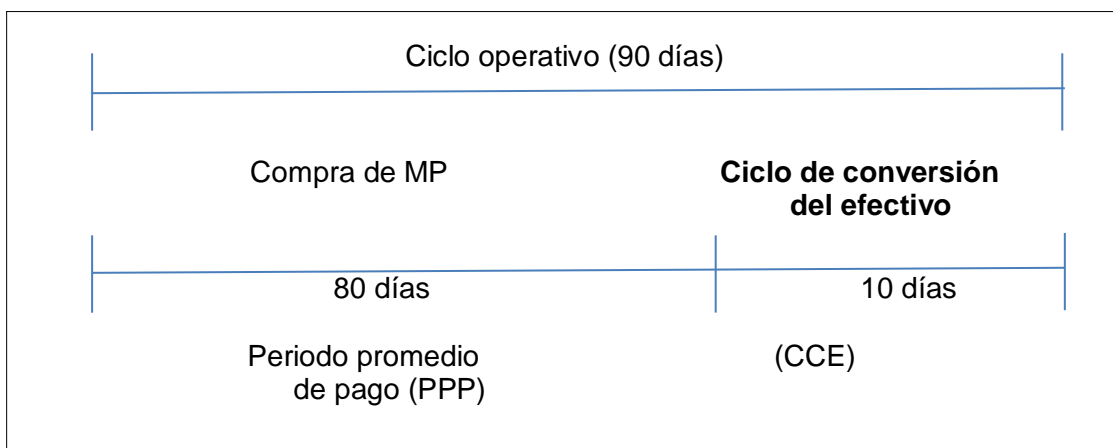 Ciclo operativo (90 días)
Compra de MP
Ciclo de conversión
del efectivo
80 días
10 días
Periodo promedio
de pago (PPP)
(CCE)